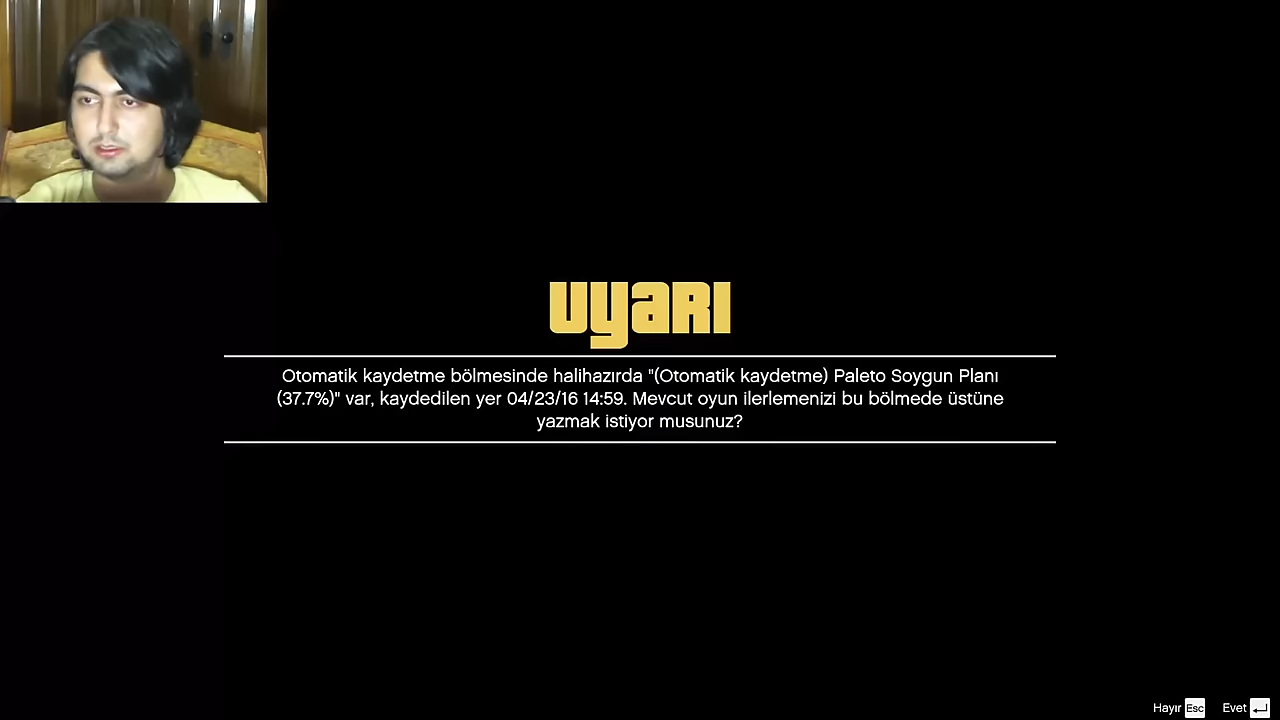 UYARI
Otomatik kaydetme bölmesinde halihazırda "(Otomatik kaydetme) Paleto Soygun Planı
(37.7%)" var, kaydedilen yer 04/23/16 14:59. Mevcut oyun ilerlemenizi bu bölmede üstüne
yazmak istiyor musunuz?
Hayır Esc Evet